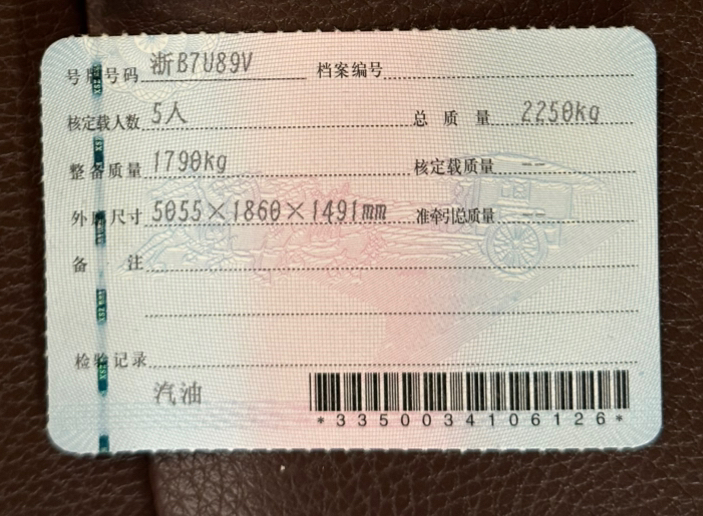 号牌号码 浙B7U89V 档案编号
核定载人数 5人 总质量 2250kg
整备质量 1790kg 核定载质量 --
外廓尺寸 5055×1860×1491mm 准牵引总质量 --
备注
检验记录
汽油
*3350034106126*